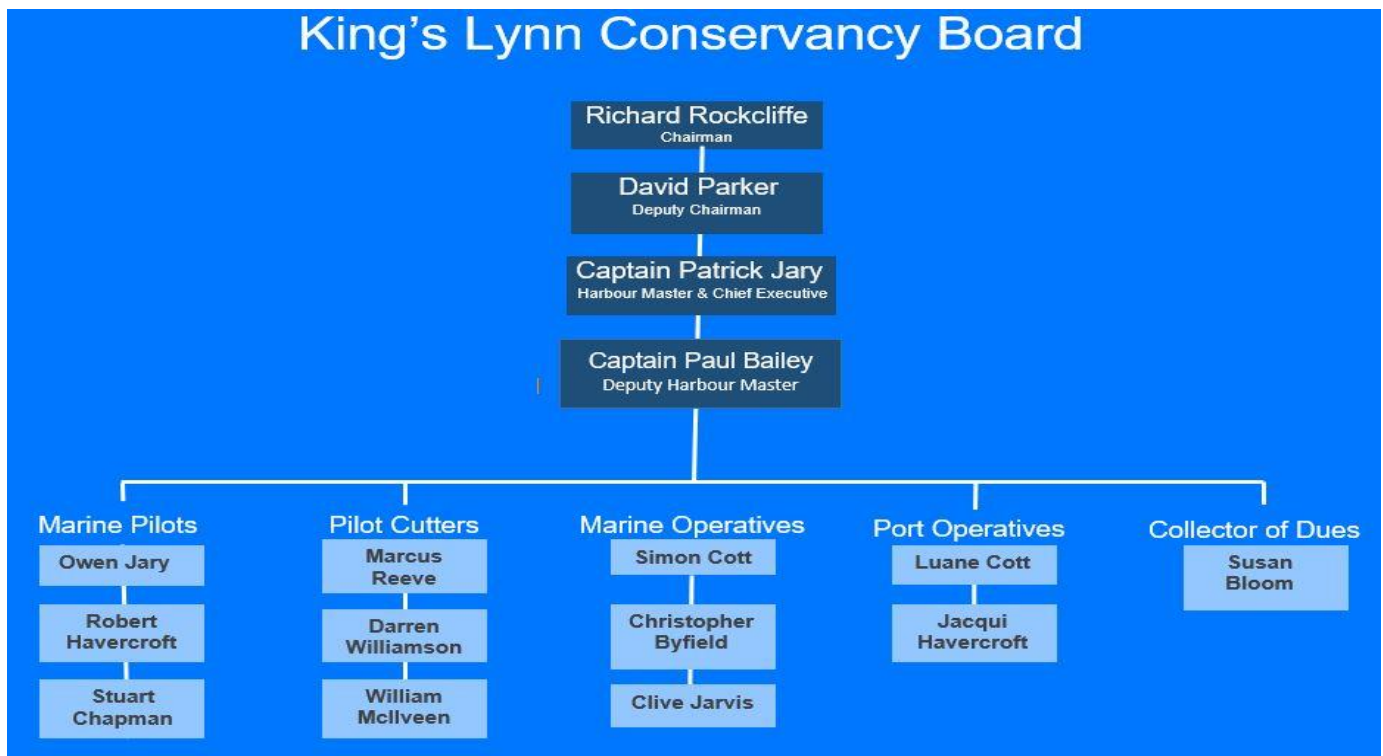 King's Lynn Conservancy Board
Richard Rockcliffe
Chairman
David Parker
Deputy Chairman
Captain Patrick Jary
Harbour Master & Chief Executive
Captain Paul Bailey
Deputy Harbour Master
Marine Pilots
Owen Jary
Robert
Havercroft
Stuart
Chapman
Pilot Cutters
Marcus
Reeve
Darren
Williamson
William
McIlveen
Marine Operatives
Simon Cott
Christopher
Byfield
Clive Jarvis
Port Operatives
Luane Cott
Jacqui
Havercroft
Collector of Dues
Susan
Bloom